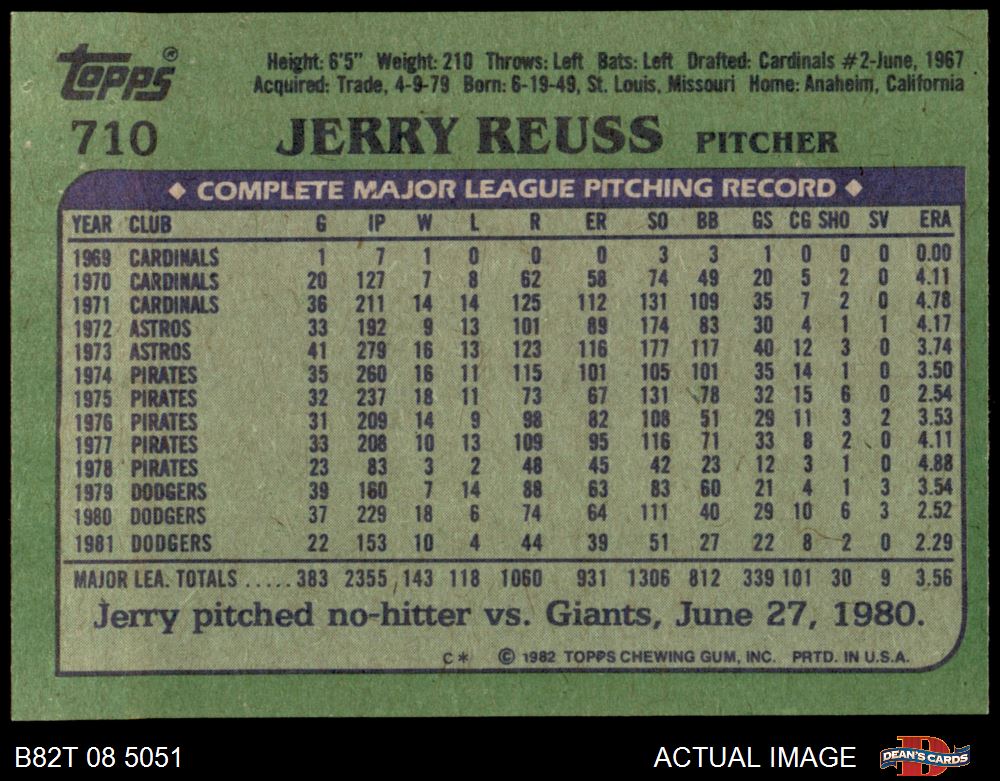 Topps®
Height: 6'5" Weight: 210 Throws: Left Bats: Left Drafted: Cardinals #2-June, 1967
Acquired: Trade, 4-9-79 Born: 6-19-49, St. Louis, Missouri Home: Anaheim, California
710 JERRY REUSS PITCHER
◆ COMPLETE MAJOR LEAGUE PITCHING RECORD ◆
YEAR CLUB G IP W L R ER SO BB GS CG SHO SV ERA
1969 CARDINALS 1 7 1 0 0 0 3 3 1 0 0 0 0.00
1970 CARDINALS 20 127 7 8 62 58 74 49 20 5 2 0 4.11
1971 CARDINALS 36 211 14 14 125 112 131 109 35 7 2 0 4.78
1972 ASTROS 33 192 9 13 101 89 174 83 30 4 1 1 4.17
1973 ASTROS 41 279 16 13 123 116 177 117 40 12 3 0 3.74
1974 PIRATES 35 260 16 11 115 101 105 101 35 14 1 0 3.50
1975 PIRATES 32 237 18 11 73 67 131 78 32 15 6 0 2.54
1976 PIRATES 31 209 14 9 98 82 108 51 29 11 3 2 3.53
1977 PIRATES 33 208 10 13 109 95 116 71 33 8 2 0 4.11
1978 PIRATES 23 83 3 2 48 45 42 23 12 3 1 0 4.88
1979 DODGERS 39 160 7 14 88 63 83 60 21 4 1 3 3.54
1980 DODGERS 37 229 18 6 74 64 111 40 29 10 6 3 2.52
1981 DODGERS 22 153 10 4 44 39 51 27 22 8 2 0 2.29
MAJOR LEA. TOTALS ..... 383 2355 143 118 1060 931 1306 812 339 101 30 9 3.56
Jerry pitched no-hitter vs. Giants, June 27, 1980.
C* © 1982 TOPPS CHEWING GUM, INC. PRTD. IN U.S.A.
B82T 08 5051 ACTUAL IMAGE DEAN'S CARDS